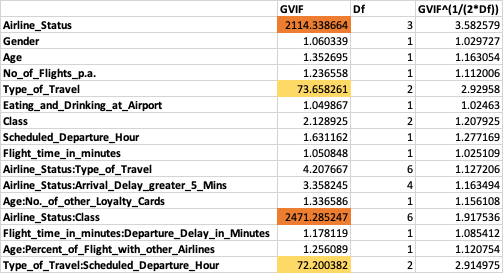 GVIF Df GVIF^(1/(2*Df))
Airline_Status 2114.338664 3 3.582579
Gender 1.060339 1 1.029727
Age 1.352695 1 1.163054
No_of_Flights_p.a. 1.236558 1 1.112006
Type_of_Travel 73.658261 2 2.92958
Eating_and_Drinking_at_Airport 1.049867 1 1.02463
Class 2.128925 2 1.207925
Scheduled_Departure_Hour 1.631162 1 1.277169
Flight_time_in_minutes 1.050848 1 1.025109
Airline_Status:Type_of_Travel 4.207667 6 1.127206
Airline_Status:Arrival_Delay_greater_5_Mins 3.358245 4 1.163494
Age:No._of_other_Loyalty_Cards 1.336586 1 1.156108
Airline_Status:Class 2471.285247 6 1.917536
Flight_time_in_minutes:Departure_Delay_in_Minutes 1.178119 1 1.085412
Age:Percent_of_Flight_with_other_Airlines 1.256089 1 1.120754
Type_of_Travel:Scheduled_Departure_Hour 72.200382 2 2.914975